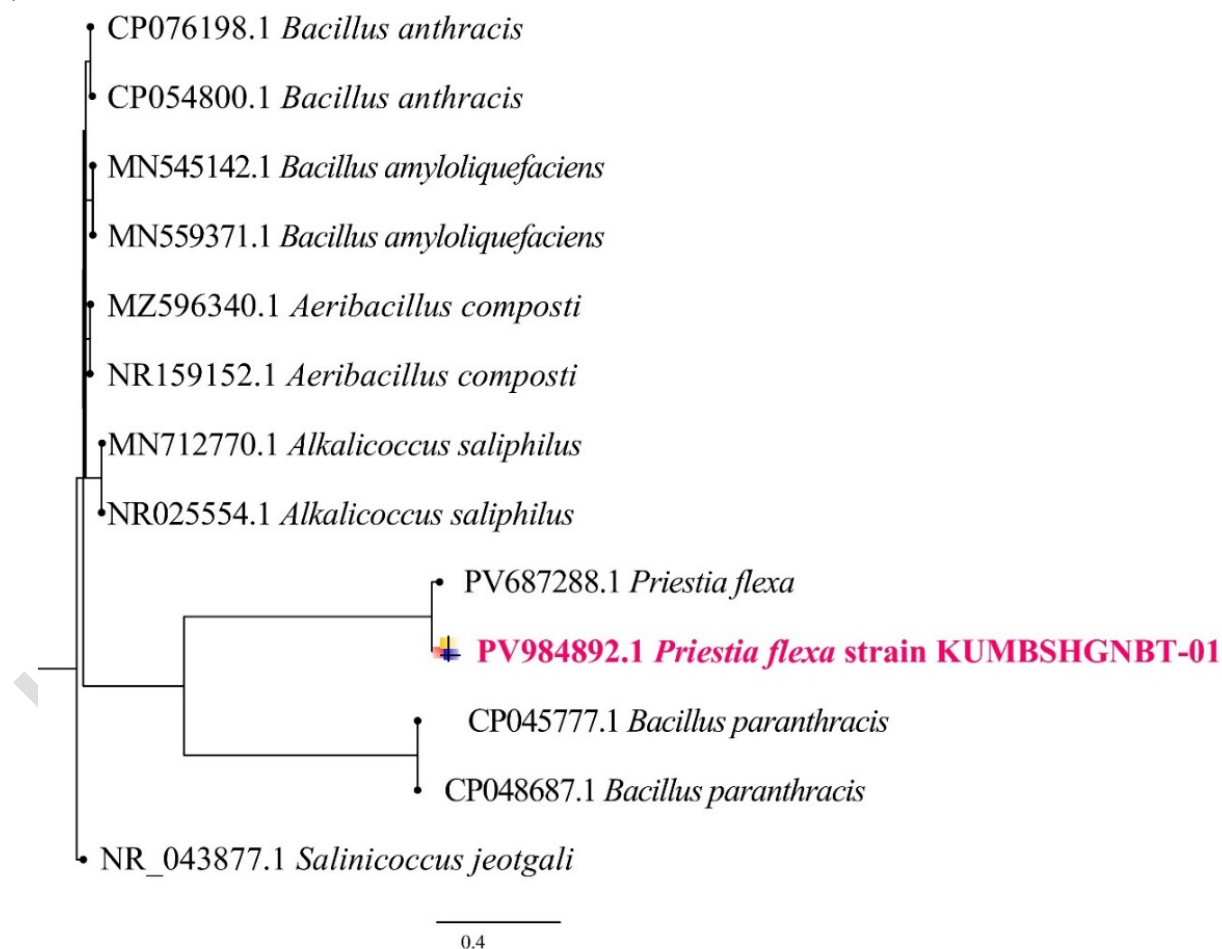 CP076198.1 Bacillus anthracis
CP054800.1 Bacillus anthracis
MN545142.1 Bacillus amyloliquefaciens
MN559371.1 Bacillus amyloliquefaciens
MZ596340.1 Aeribacillus composti
NR159152.1 Aeribacillus composti
MN712770.1 Alkalicoccus saliphilus
NR025554.1 Alkalicoccus saliphilus
PV687288.1 Priestia flexa
PV984892.1 Priestia flexa strain KUMBSHGNBT-01
CP045777.1 Bacillus paranthracis
CP048687.1 Bacillus paranthracis
NR_043877.1 Salinicoccus jeotgali
0.4